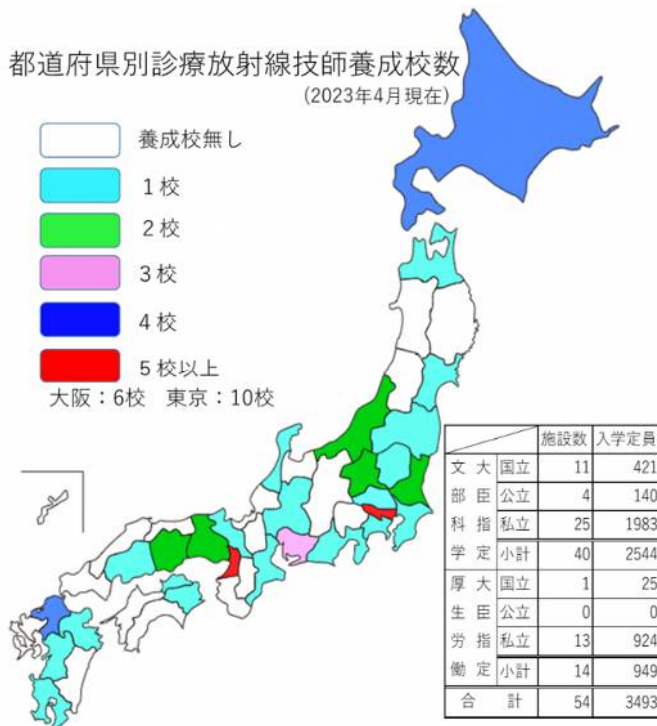 都道府県別診療放射線技師養成校数
(2023年4月現在)
養成校無し
1校
2校
3校
4校
5校以上
大阪：6校 東京：10校
施設数 入学定員
文 大 国立 11 421
部 臣 公立 4 140
科 指 私立 25 1983
学 定 小計 40 2544
厚 大 国立 1 25
生 臣 公立 0 0
労 指 私立 13 924
働 定 小計 14 949
合 計 54 3493